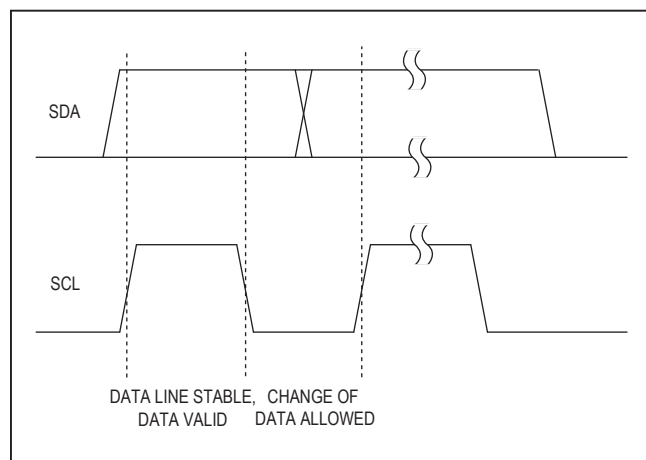 SDA
SCL
DATA LINE STABLE,
DATA VALID
CHANGE OF
DATA ALLOWED